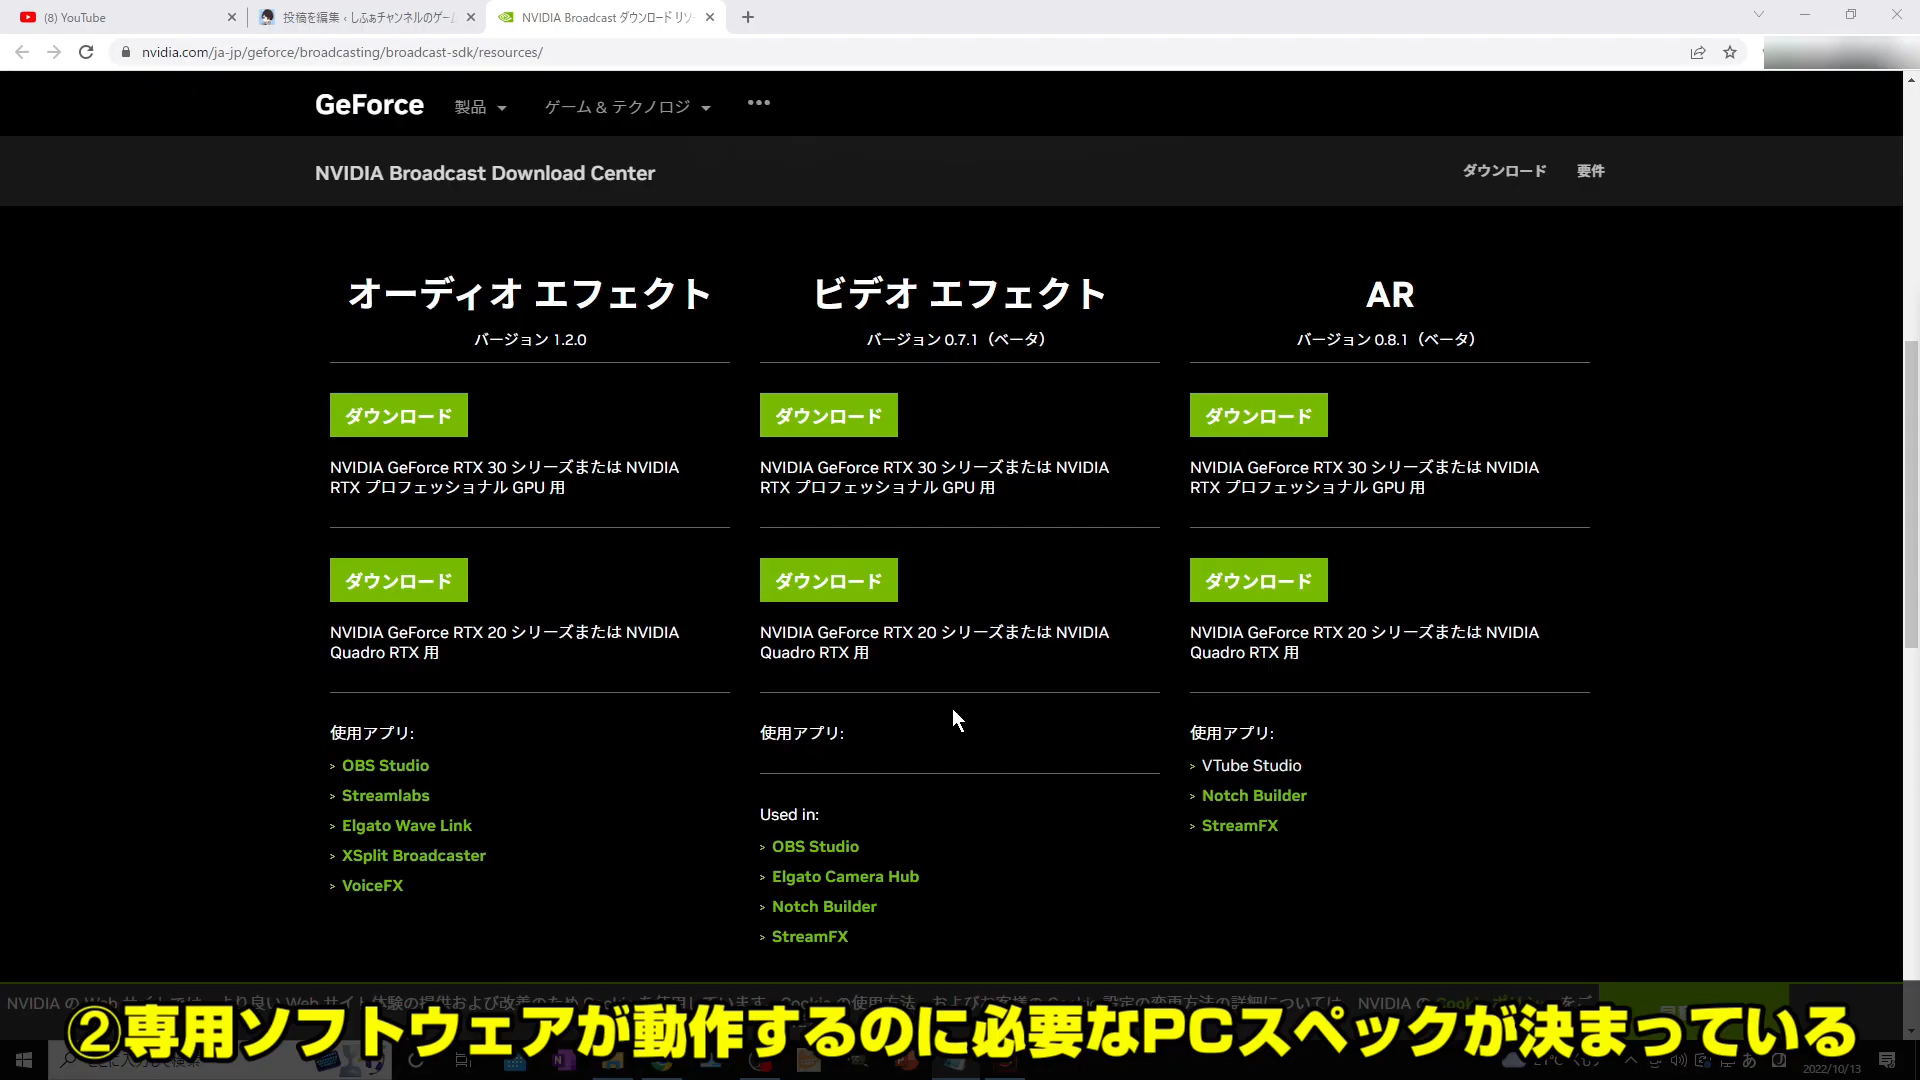 (8) YouTube
投稿を編集 ‹ しふぁチャンネルのゲー
NVIDIA Broadcast ダウンロード リソ
nvidia.com/ja-jp/geforce/broadcasting/broadcast-sdk/resources/
GeForce
製品
ゲーム & テクノロジ
•••
NVIDIA Broadcast Download Center
ダウンロード
要件
オーディオ エフェクト
バージョン 1.2.0
ダウンロード
NVIDIA GeForce RTX 30 シリーズまたは NVIDIA
RTX プロフェッショナル GPU 用
ダウンロード
NVIDIA GeForce RTX 20 シリーズまたは NVIDIA
Quadro RTX 用
使用アプリ:
> OBS Studio
> Streamlabs
> Elgato Wave Link
> XSplit Broadcaster
> VoiceFX
ビデオ エフェクト
バージョン 0.7.1（ベータ）
ダウンロード
NVIDIA GeForce RTX 30 シリーズまたは NVIDIA
RTX プロフェッショナル GPU 用
ダウンロード
NVIDIA GeForce RTX 20 シリーズまたは NVIDIA
Quadro RTX 用
使用アプリ:
Used in:
> OBS Studio
> Elgato Camera Hub
> Notch Builder
> StreamFX
AR
バージョン 0.8.1（ベータ）
ダウンロード
NVIDIA GeForce RTX 30 シリーズまたは NVIDIA
RTX プロフェッショナル GPU 用
ダウンロード
NVIDIA GeForce RTX 20 シリーズまたは NVIDIA
Quadro RTX 用
使用アプリ:
> VTube Studio
> Notch Builder
> StreamFX
②専用ソフトウェアが動作するのに必要なPCスペックが決まっている
2022/10/13